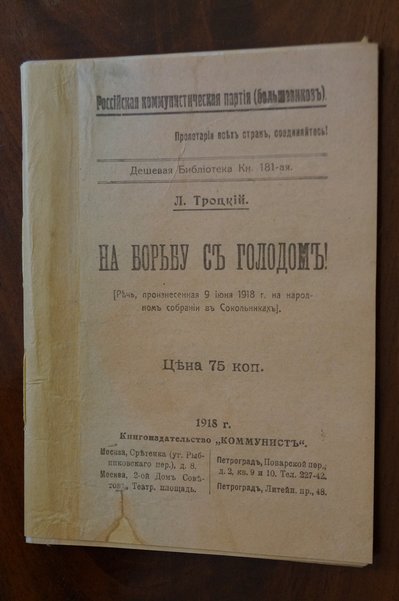 Россійская коммунистическая партія (большевиковъ)
Пролетаріи всѣхъ странъ, соединяйтесь!
Дешевая Библіотека Кн. 181-ая.
Л. Троцкій.
НА БОРЬБУ СЪ ГОЛОДОМЪ!
[Рѣчь, произнесенная 9 іюня 1918 г. на народ-
номъ собраніи въ Сокольникахъ].
Цѣна 75 коп.
1918 г.
Книгоиздательство „КОММУНИСТЪ“.
Москва, Срѣтенка (уг. Рыб-
никовскаго пер.), д. 8.
Москва, 2-ой Домъ Совѣ-
товъ, Театр. площадь.
Петроградъ, Поварской пер.,
д. 2, кв. 9 и 10. Тел. 227-42.
Петроградъ, Литейн. пр., 48.